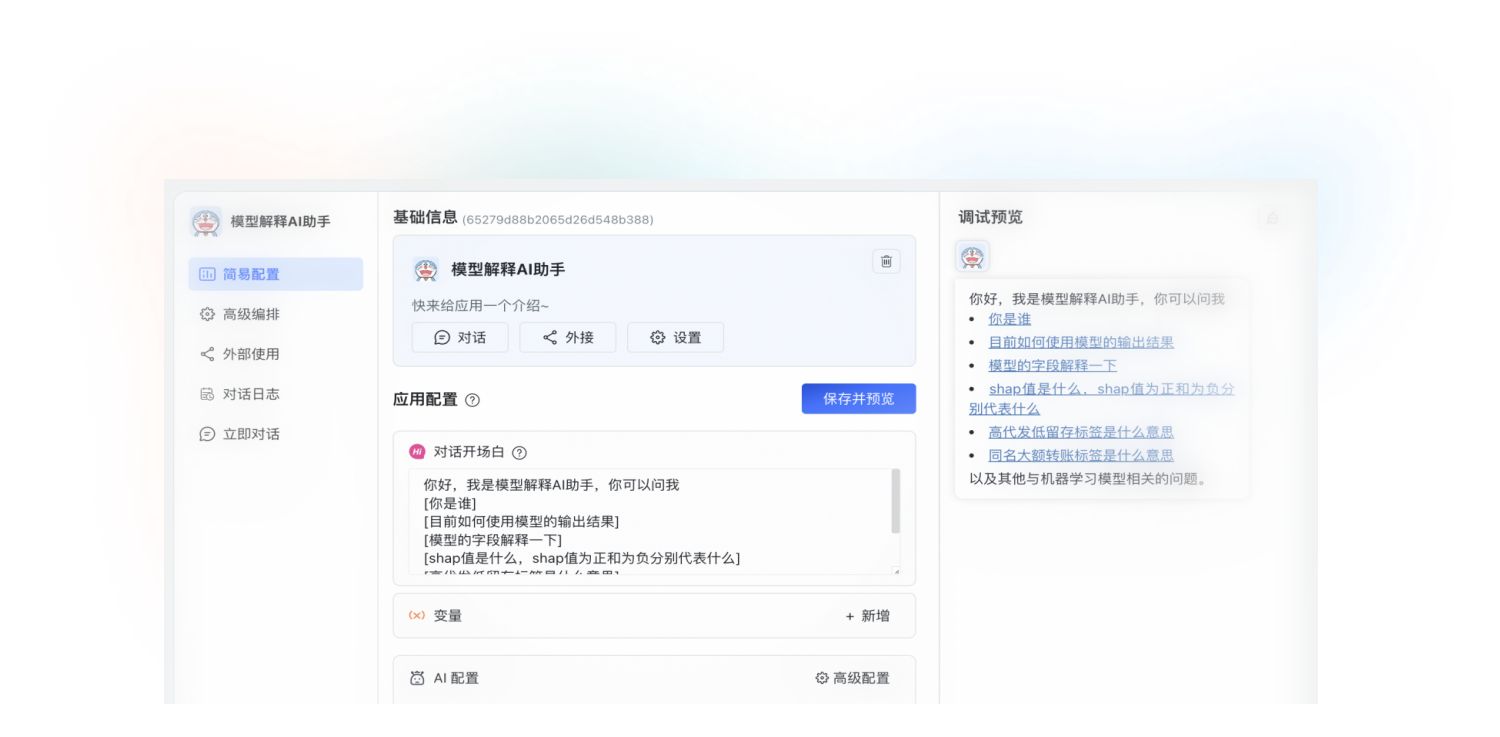 模型解释AI助手
简易配置
高级编排
外部使用
对话日志
立即对话
基础信息 (65279d88b2065d26d548b388)
模型解释AI助手
快来给应用一个介绍~
对话
外接
设置
应用配置
保存并预览
Hi 对话开场白
你好，我是模型解释AI助手，你可以问我
[你是谁]
[目前如何使用模型的输出结果]
[模型的字段解释一下]
[shap值是什么，shap值为正和为负分别代表什么]
[高代发低留存标签是什么意思]
(×) 变量
+ 新增
AI 配置
高级配置
调试预览
你好，我是模型解释AI助手，你可以问我
• 你是谁
• 目前如何使用模型的输出结果
• 模型的字段解释一下
• shap值是什么，shap值为正和为负分
别代表什么
• 高代发低留存标签是什么意思
• 同名大额转账标签是什么意思
以及其他与机器学习模型相关的问题。